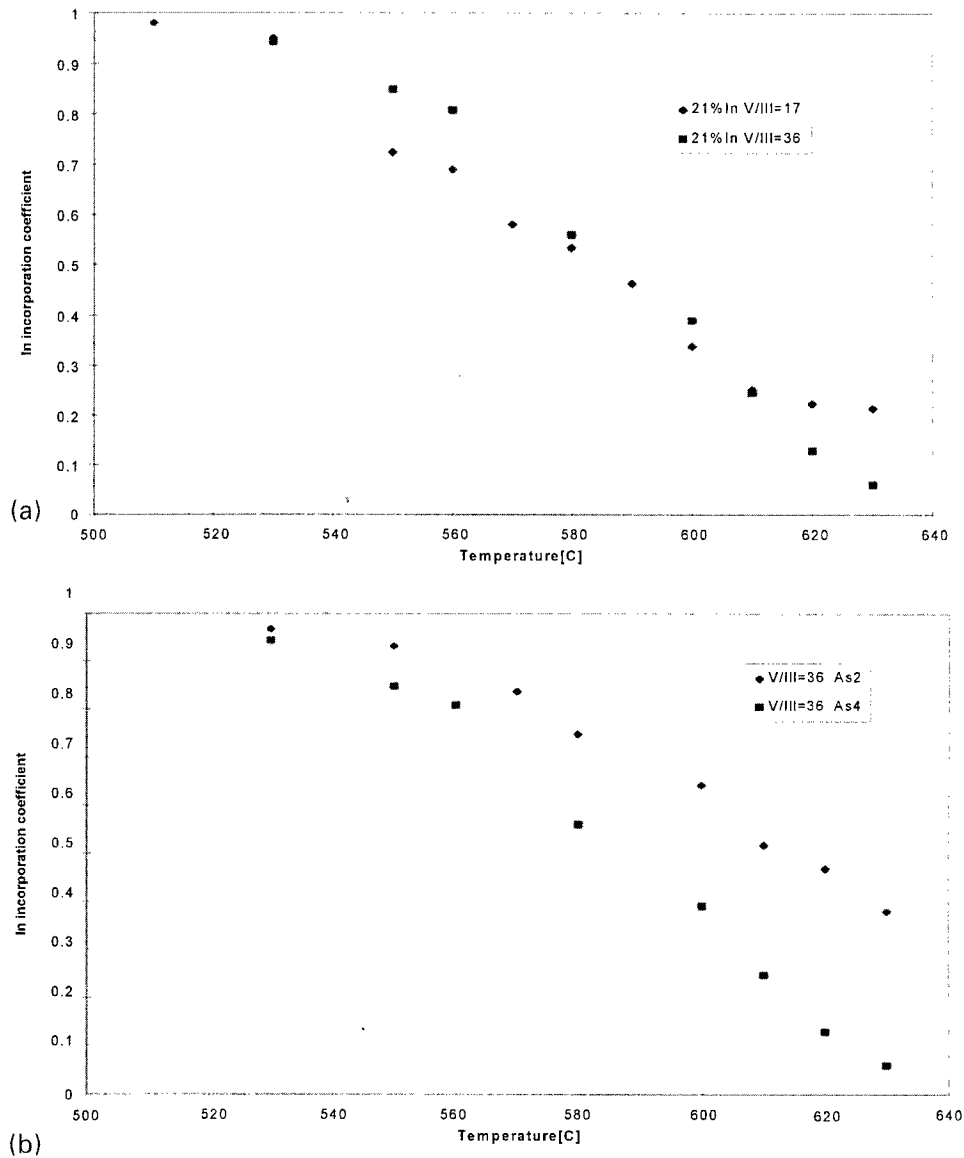 1
0.9
0.8
0.7
0.6
0.5
0.4
0.3
0.2
0.1
0
In incorporation coefficient
21%In V/III=17
21%In V/III=36
500 520 540 560 580 600 620 640
Temperature[C]
(a)
1
0.9
0.8
0.7
0.6
0.5
0.4
0.3
0.2
0.1
0
In incorporation coefficient
V/III=36 As2
V/III=36 As4
500 520 540 560 580 600 620 640
Temperature[C]
(b)